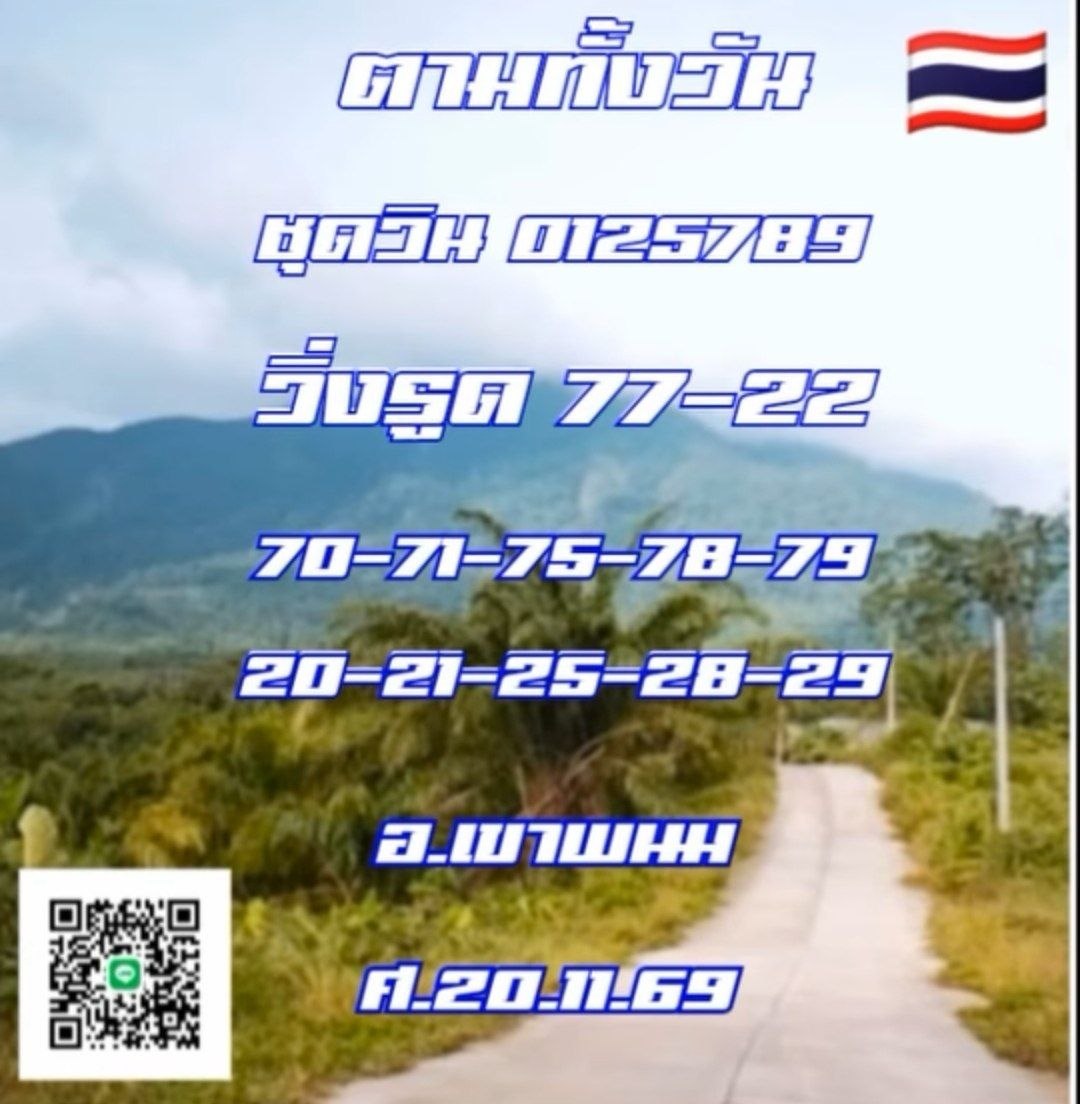 ตามทั้งวัน
ชุดวิน 0125789
วิ่งรูด 77-22
70-71-75-78-79
20-21-25-28-29
อ.เขาพนม
ศ.20.11.69